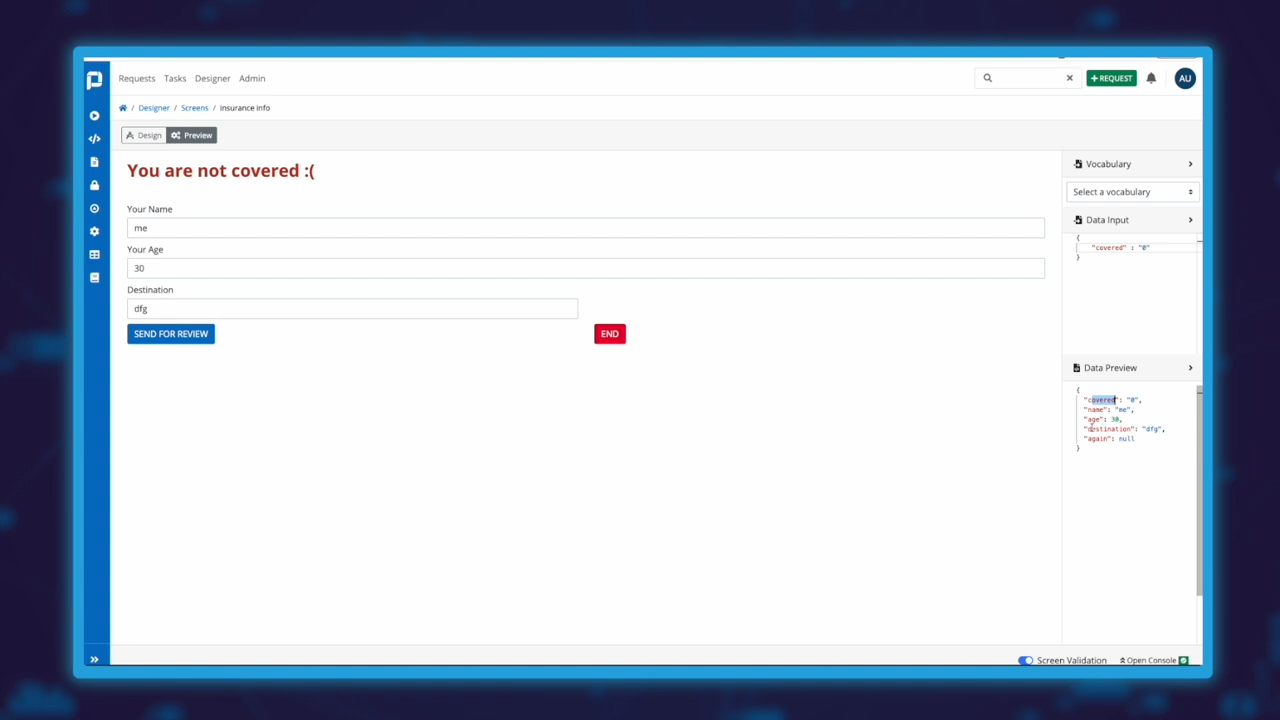 Requests Tasks Designer Admin
+ REQUEST
AU
/ Designer / Screens / insurance info
Design Preview
You are not covered :(
Your Name
me
Your Age
30
Destination
dfg
SEND FOR REVIEW
END
Vocabulary
Select a vocabulary
Data Input
{
"covered" : "0"
}
Data Preview
{
"covered": "0",
"name": "me",
"age": 30,
"destination": "dfg",
"again": null
}
Screen Validation
Open Console